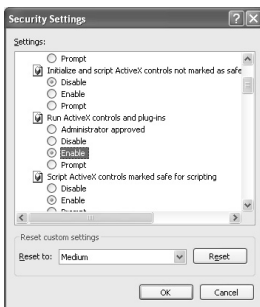 Security Settings
Settings:
Prompt
Initialize and script ActiveX controls not marked as safe
Disable
Enable
Prompt
Run ActiveX controls and plug-ins
Administrator approved
Disable
Enable
Prompt
Script ActiveX controls marked safe for scripting
Disable
Enable
Reset custom settings
Reset to: Medium Reset
OK Cancel